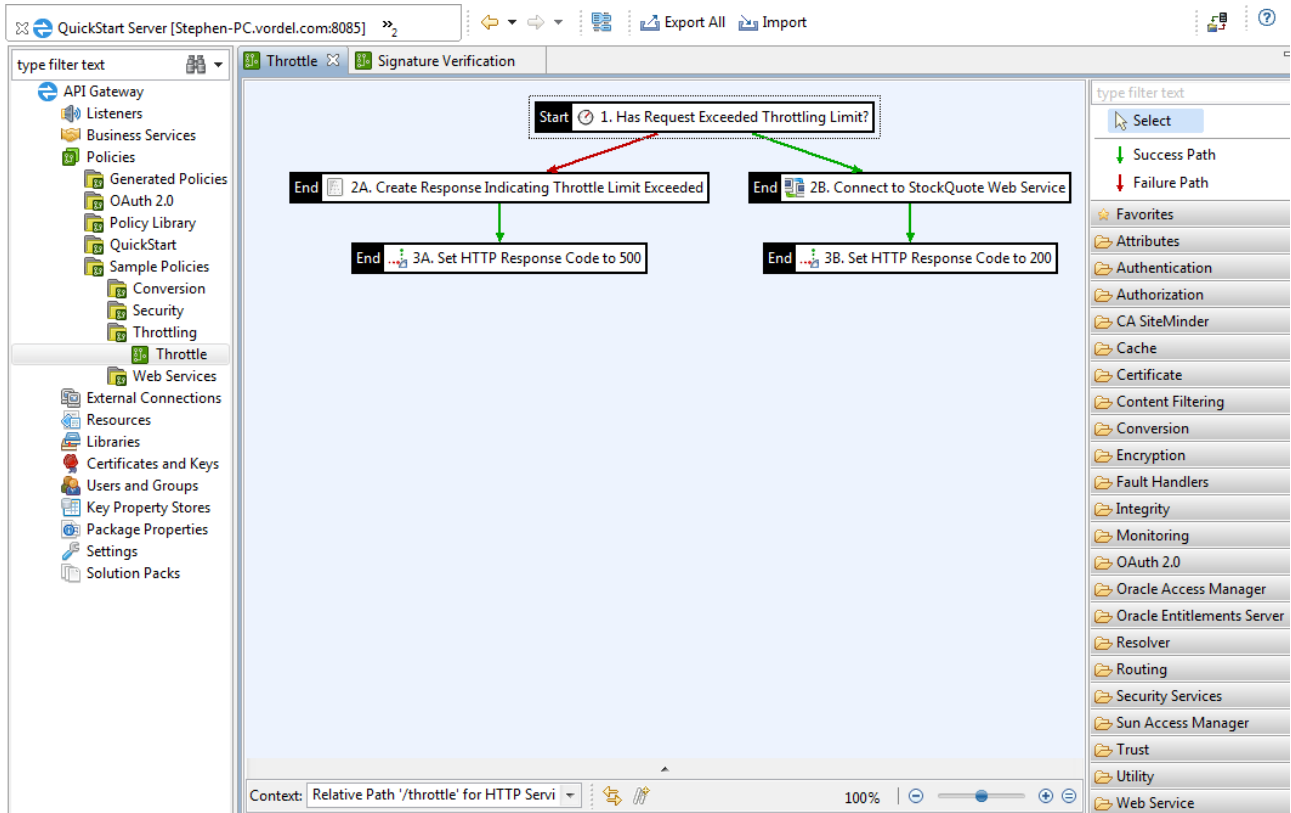 QuickStart Server [Stephen-PC.vordel.com:8085] »2
Export All Import
type filter text
API Gateway
Listeners
Business Services
Policies
Generated Policies
OAuth 2.0
Policy Library
QuickStart
Sample Policies
Conversion
Security
Throttling
Throttle
Web Services
External Connections
Resources
Libraries
Certificates and Keys
Users and Groups
Key Property Stores
Package Properties
Settings
Solution Packs
Throttle Signature Verification
Start 1. Has Request Exceeded Throttling Limit?
End 2A. Create Response Indicating Throttle Limit Exceeded
End 2B. Connect to StockQuote Web Service
End 3A. Set HTTP Response Code to 500
End 3B. Set HTTP Response Code to 200
Context: Relative Path '/throttle' for HTTP Servi
100%
type filter text
Select
Success Path
Failure Path
Favorites
Attributes
Authentication
Authorization
CA SiteMinder
Cache
Certificate
Content Filtering
Conversion
Encryption
Fault Handlers
Integrity
Monitoring
OAuth 2.0
Oracle Access Manager
Oracle Entitlements Server
Resolver
Routing
Security Services
Sun Access Manager
Trust
Utility
Web Service